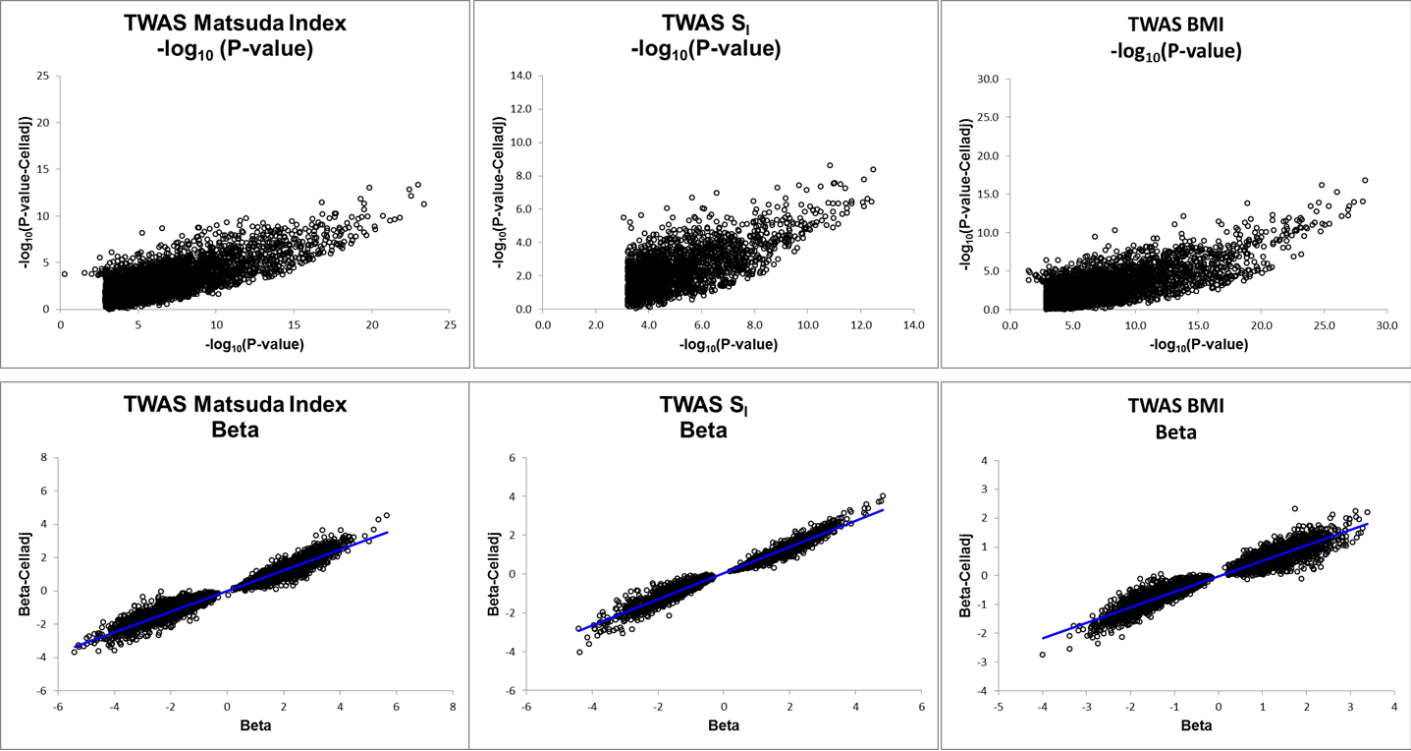 TWAS Matsuda Index
-log10 (P-value)
25
20
15
10
5
0
0 5 10 15 20 25
-log10(P-value-Celladj)
-log10(P-value)
TWAS SI
-log10(P-value)
14.0
12.0
10.0
8.0
6.0
4.0
2.0
0.0
0.0 2.0 4.0 6.0 8.0 10.0 12.0 14.0
-log10(P-value-Celladj)
-log10(P-value)
TWAS BMI
-log10(P-value)
30.0
25.0
20.0
15.0
10.0
5.0
0.0
0.0 5.0 10.0 15.0 20.0 25.0 30.0
-log10(P-value-Celladj)
-log10(P-value)
TWAS Matsuda Index
Beta
8
6
4
2
0
-2
-4
-6
-6 -4 -2 0 2 4 6 8
Beta-Celladj
Beta
TWAS SI
Beta
6
4
2
0
-2
-4
-6
-6 -4 -2 0 2 4 6
Beta-Celladj
Beta
TWAS BMI
Beta
4
3
2
1
0
-1
-2
-3
-4
-5 -4 -3 -2 -1 0 1 2 3 4
Beta-Celladj
Beta